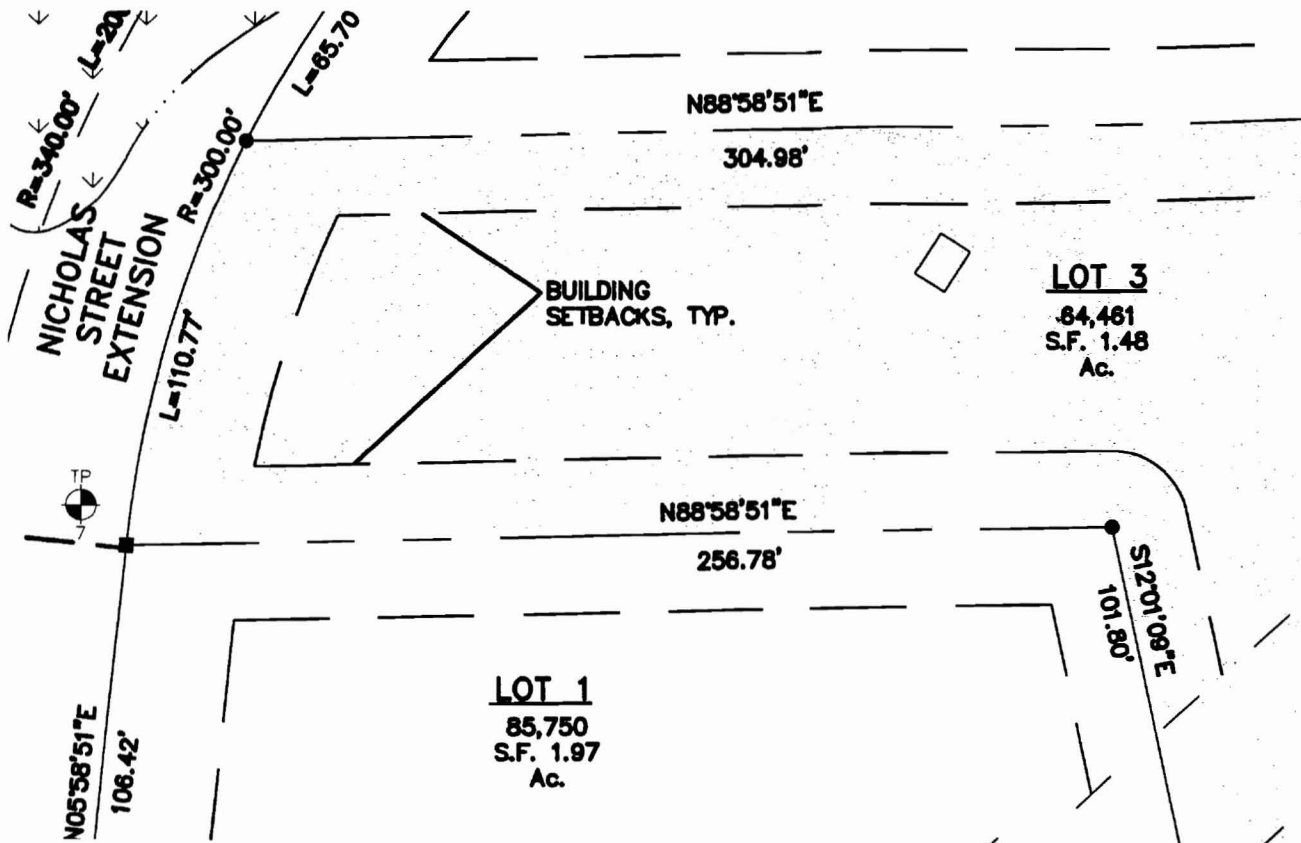 L=20
L=65.70
R=340.00'
R=300.00'
N88°58'51"E
304.98'
NICHOLAS
STREET
EXTENSION
L=110.77'
BUILDING
SETBACKS, TYP.
LOT 3
64,461
S.F. 1.48
Ac.
TP
7
N88°58'51"E
256.78'
S12°01'09"E
101.80'
LOT 1
85,750
S.F. 1.97
Ac.
N05°58'51"E
106.42'